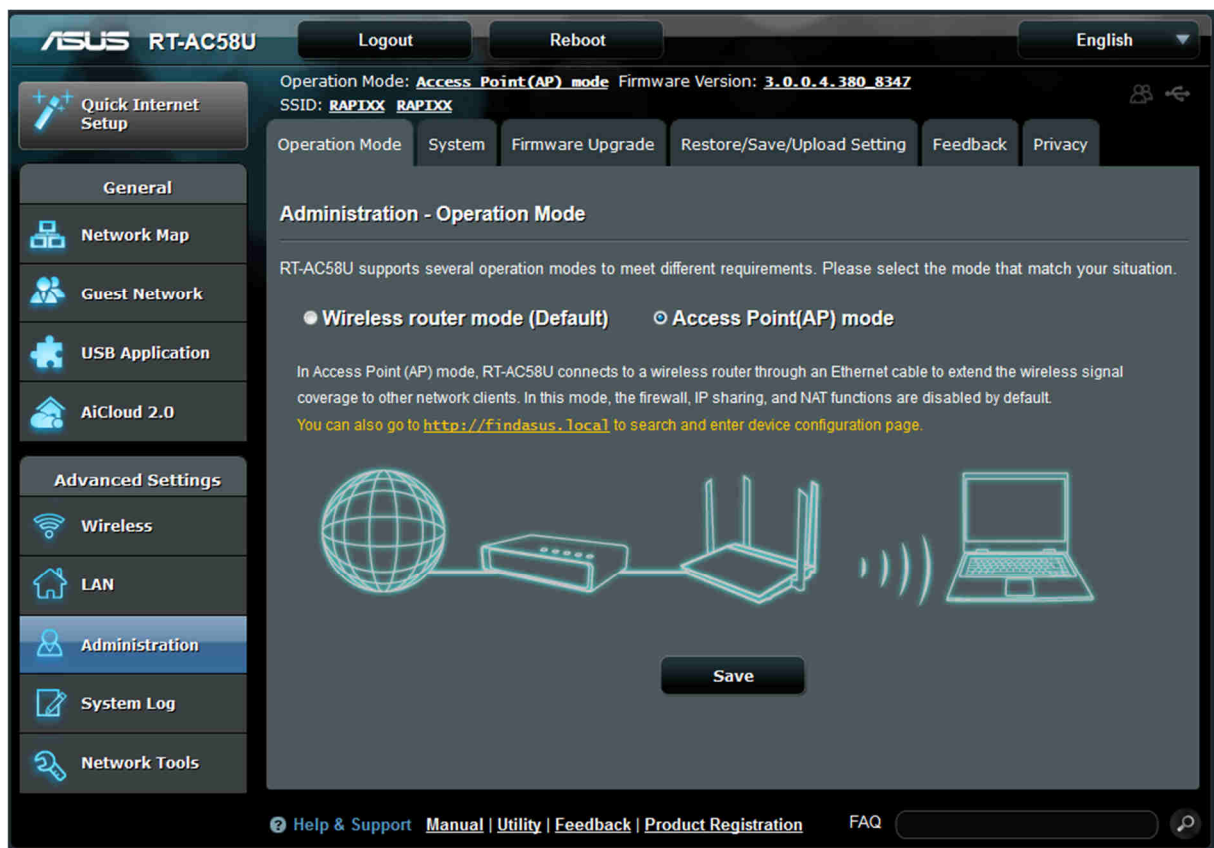 ASUS RT-AC58U
Logout
Reboot
English
Quick Internet
Setup
Operation Mode: Access Point(AP) mode Firmware Version: 3.0.0.4.380_8347
SSID: RAPIXX RAPIXX
Operation Mode
System
Firmware Upgrade
Restore/Save/Upload Setting
Feedback
Privacy
General
Network Map
Guest Network
USB Application
AiCloud 2.0
Advanced Settings
Wireless
LAN
Administration
System Log
Network Tools
Administration - Operation Mode
RT-AC58U supports several operation modes to meet different requirements. Please select the mode that match your situation.
Wireless router mode (Default)
Access Point(AP) mode
In Access Point (AP) mode, RT-AC58U connects to a wireless router through an Ethernet cable to extend the wireless signal
coverage to other network clients. In this mode, the firewall, IP sharing, and NAT functions are disabled by default.
You can also go to http://findasus.local to search and enter device configuration page.
Save
? Help & Support Manual | Utility | Feedback | Product Registration
FAQ